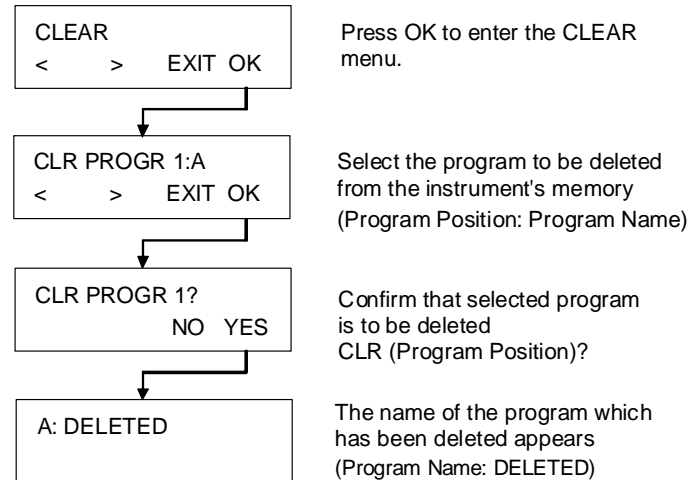 CLEAR
< > EXIT OK
Press OK to enter the CLEAR
menu.
CLR PROGR 1:A
< > EXIT OK
Select the program to be deleted
from the instrument's memory
(Program Position: Program Name)
CLR PROGR 1?
NO YES
Confirm that selected program
is to be deleted
CLR (Program Position)?
A: DELETED
The name of the program which
has been deleted appears
(Program Name: DELETED)